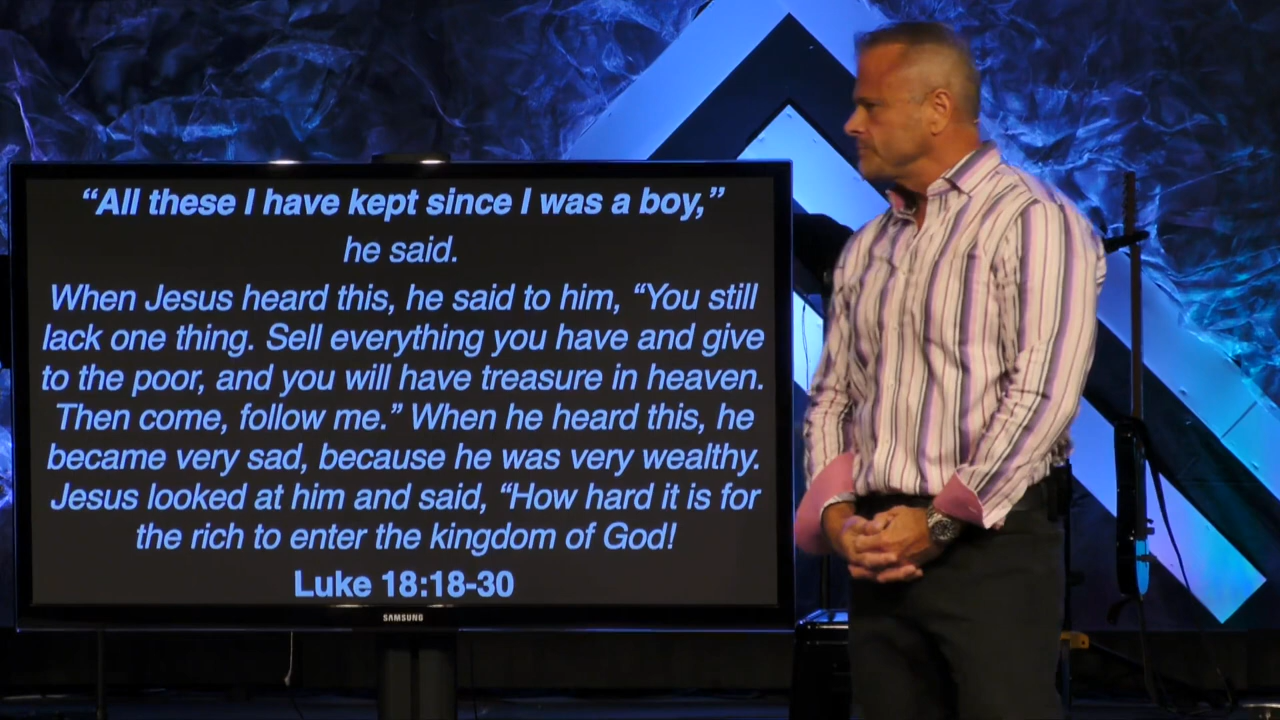 “All these I have kept since I was a boy,”
he said.
When Jesus heard this, he said to him, “You still
lack one thing. Sell everything you have and give
to the poor, and you will have treasure in heaven.
Then come, follow me.” When he heard this, he
became very sad, because he was very wealthy.
Jesus looked at him and said, “How hard it is for
the rich to enter the kingdom of God!
Luke 18:18-30
SAMSUNG